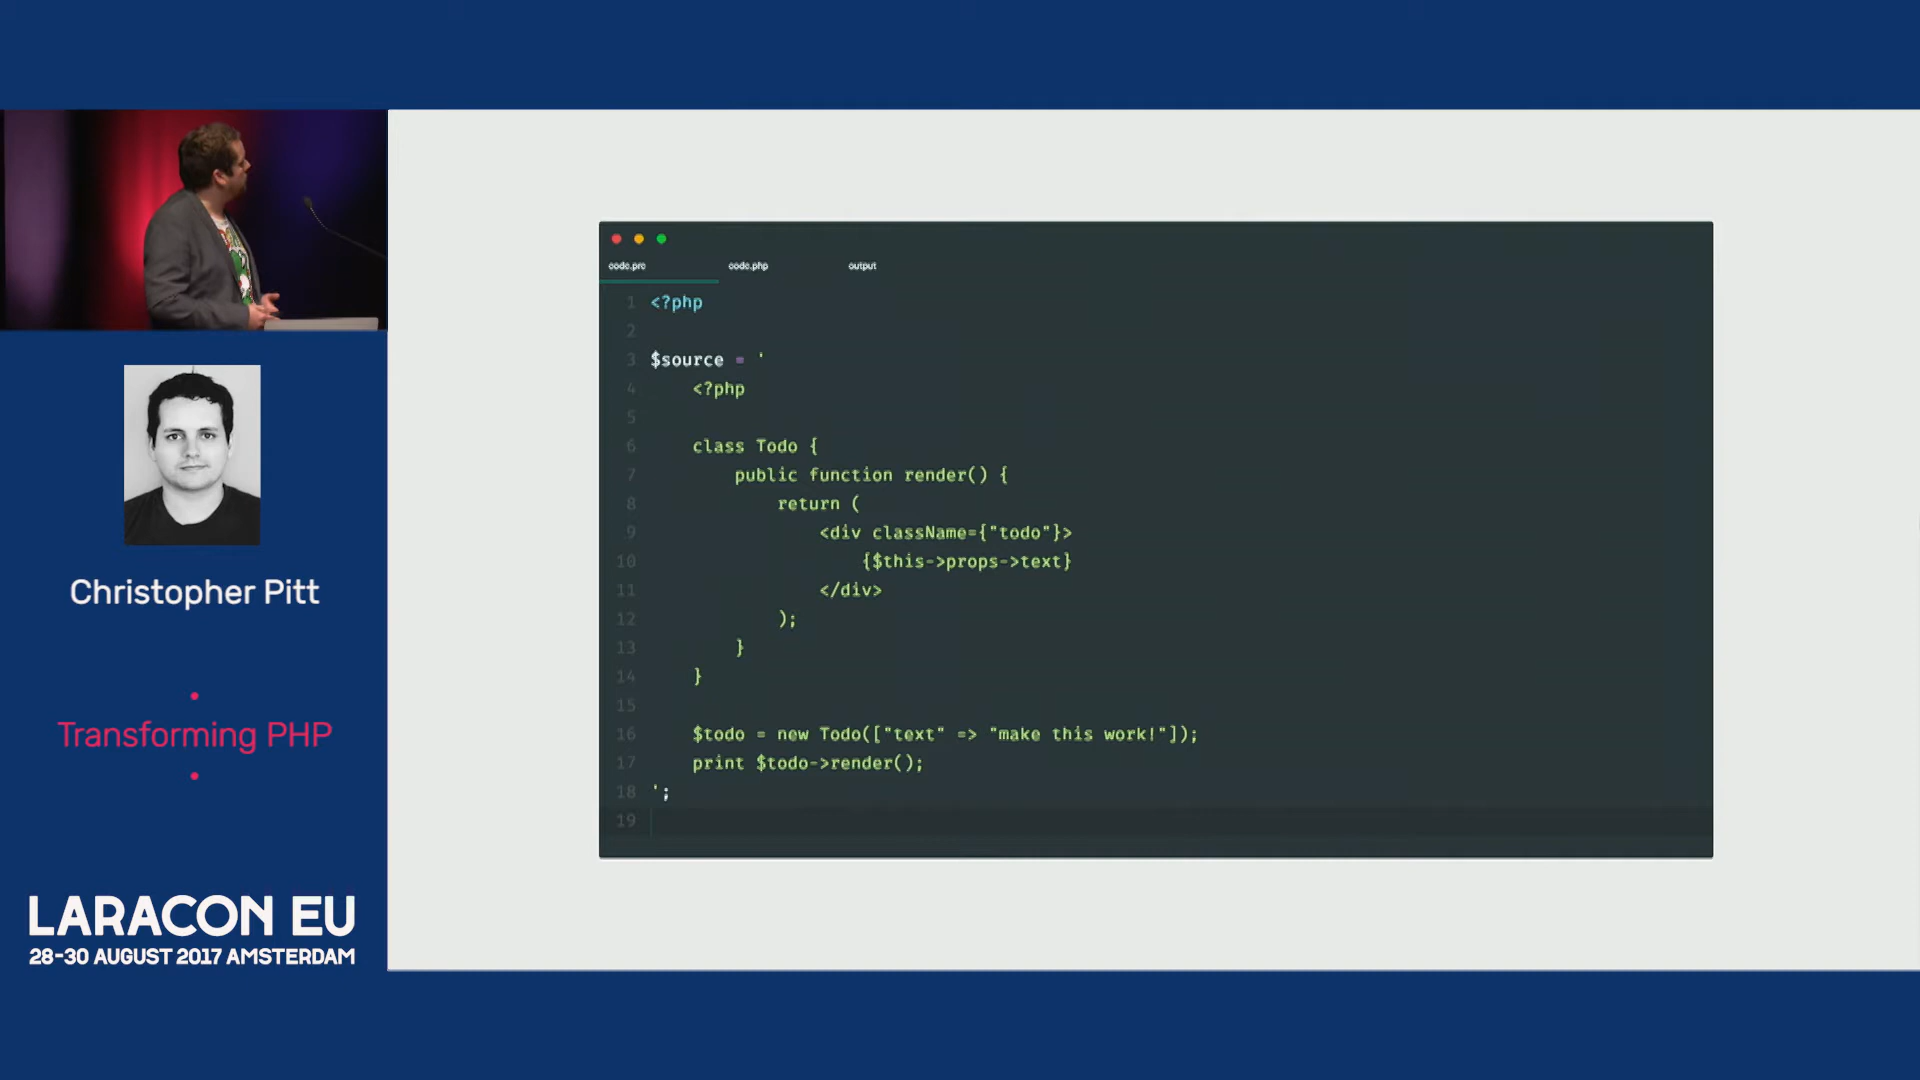 Christopher Pitt
Transforming PHP
LARACON EU
28-30 AUGUST 2017 AMSTERDAM
code.pre
code.php
output
1 <?php
2
3 $source = '
4 <?php
5
6 class Todo {
7 public function render() {
8 return (
9 <div className={"todo"}>
10 {$this->props->text}
11 </div>
12 );
13 }
14 }
15
16 $todo = new Todo(["text" => "make this work!"]);
17 print $todo->render();
18 ';
19